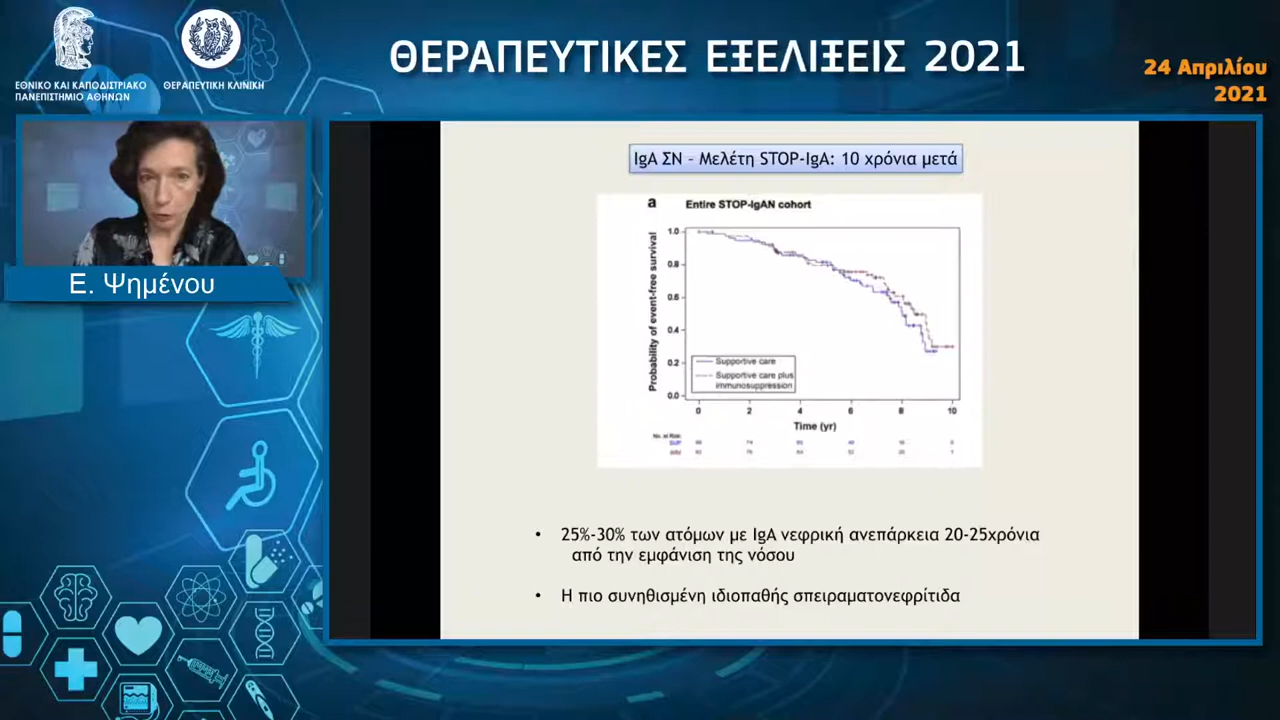 ΕΘΝΙΚΟ ΚΑΙ ΚΑΠΟΔΙΣΤΡΙΑΚΟ
ΠΑΝΕΠΙΣΤΗΜΙΟ ΑΘΗΝΩΝ
ΘΕΡΑΠΕΥΤΙΚΗ ΚΛΙΝΙΚΗ
ΘΕΡΑΠΕΥΤΙΚΕΣ ΕΞΕΛΙΞΕΙΣ 2021
24 Απριλίου
2021
Ε. Ψημένου
IgA ΣΝ – Μελέτη STOP-IgA: 10 χρόνια μετά
a Entire STOP-IgAN cohort
Probability of event-free survival
1.0
0.8
0.6
0.4
0.2
0.0
Supportive care
Supportive care plus
immunosuppression
0 2 4 6 8 10
Time (yr)
No. at Risk:
SUP
• 25%-30% των ατόμων με IgA νεφρική ανεπάρκεια 20-25χρόνια
από την εμφάνιση της νόσου
• Η πιο συνηθισμένη ιδιοπαθής σπειραματονεφρίτιδα